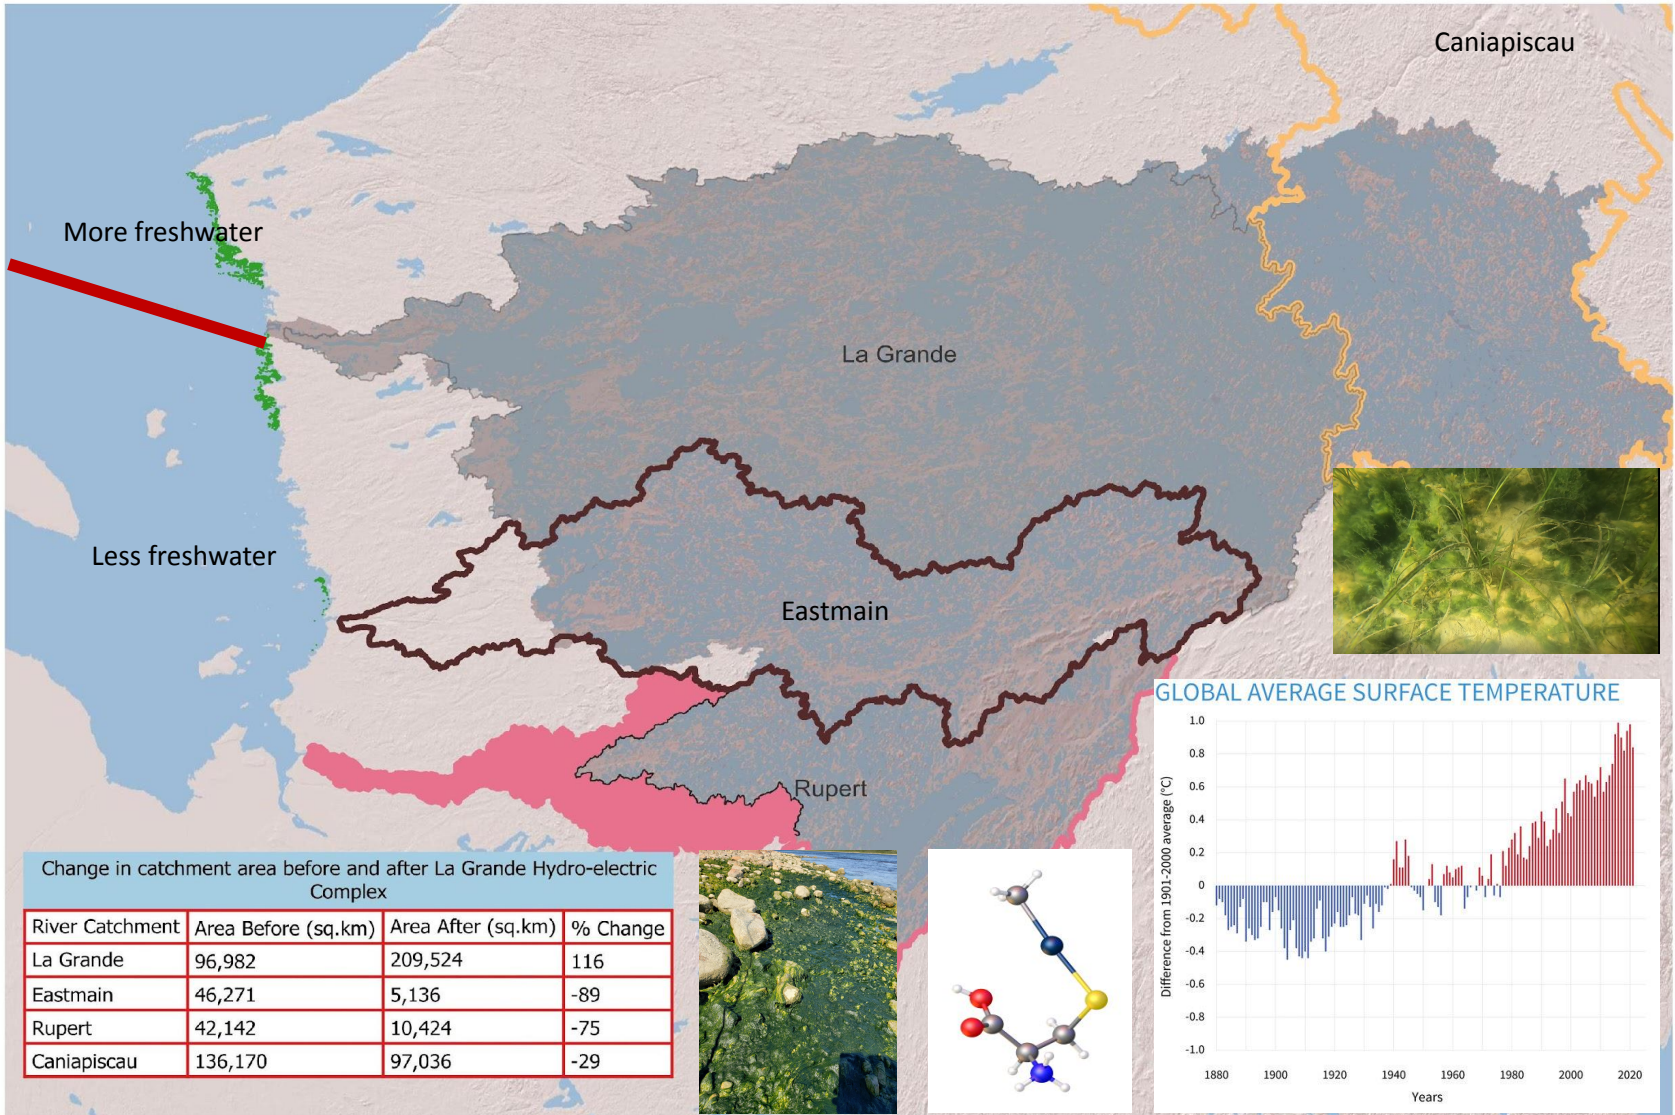 Caniapiscau
More freshwater
La Grande
Less freshwater
Eastmain
Rupert
Change in catchment area before and after La Grande Hydro-electric
Complex
River Catchment Area Before (sq.km) Area After (sq.km) % Change
La Grande 96,982 209,524 116
Eastmain 46,271 5,136 -89
Rupert 42,142 10,424 -75
Caniapiscau 136,170 97,036 -29
GLOBAL AVERAGE SURFACE TEMPERATURE
Difference from 1901-2000 average (°C)
1.0
0.8
0.6
0.4
0.2
0
-0.2
-0.4
-0.6
-0.8
-1.0
1880 1900 1920 1940 1960 1980 2000 2020
Years